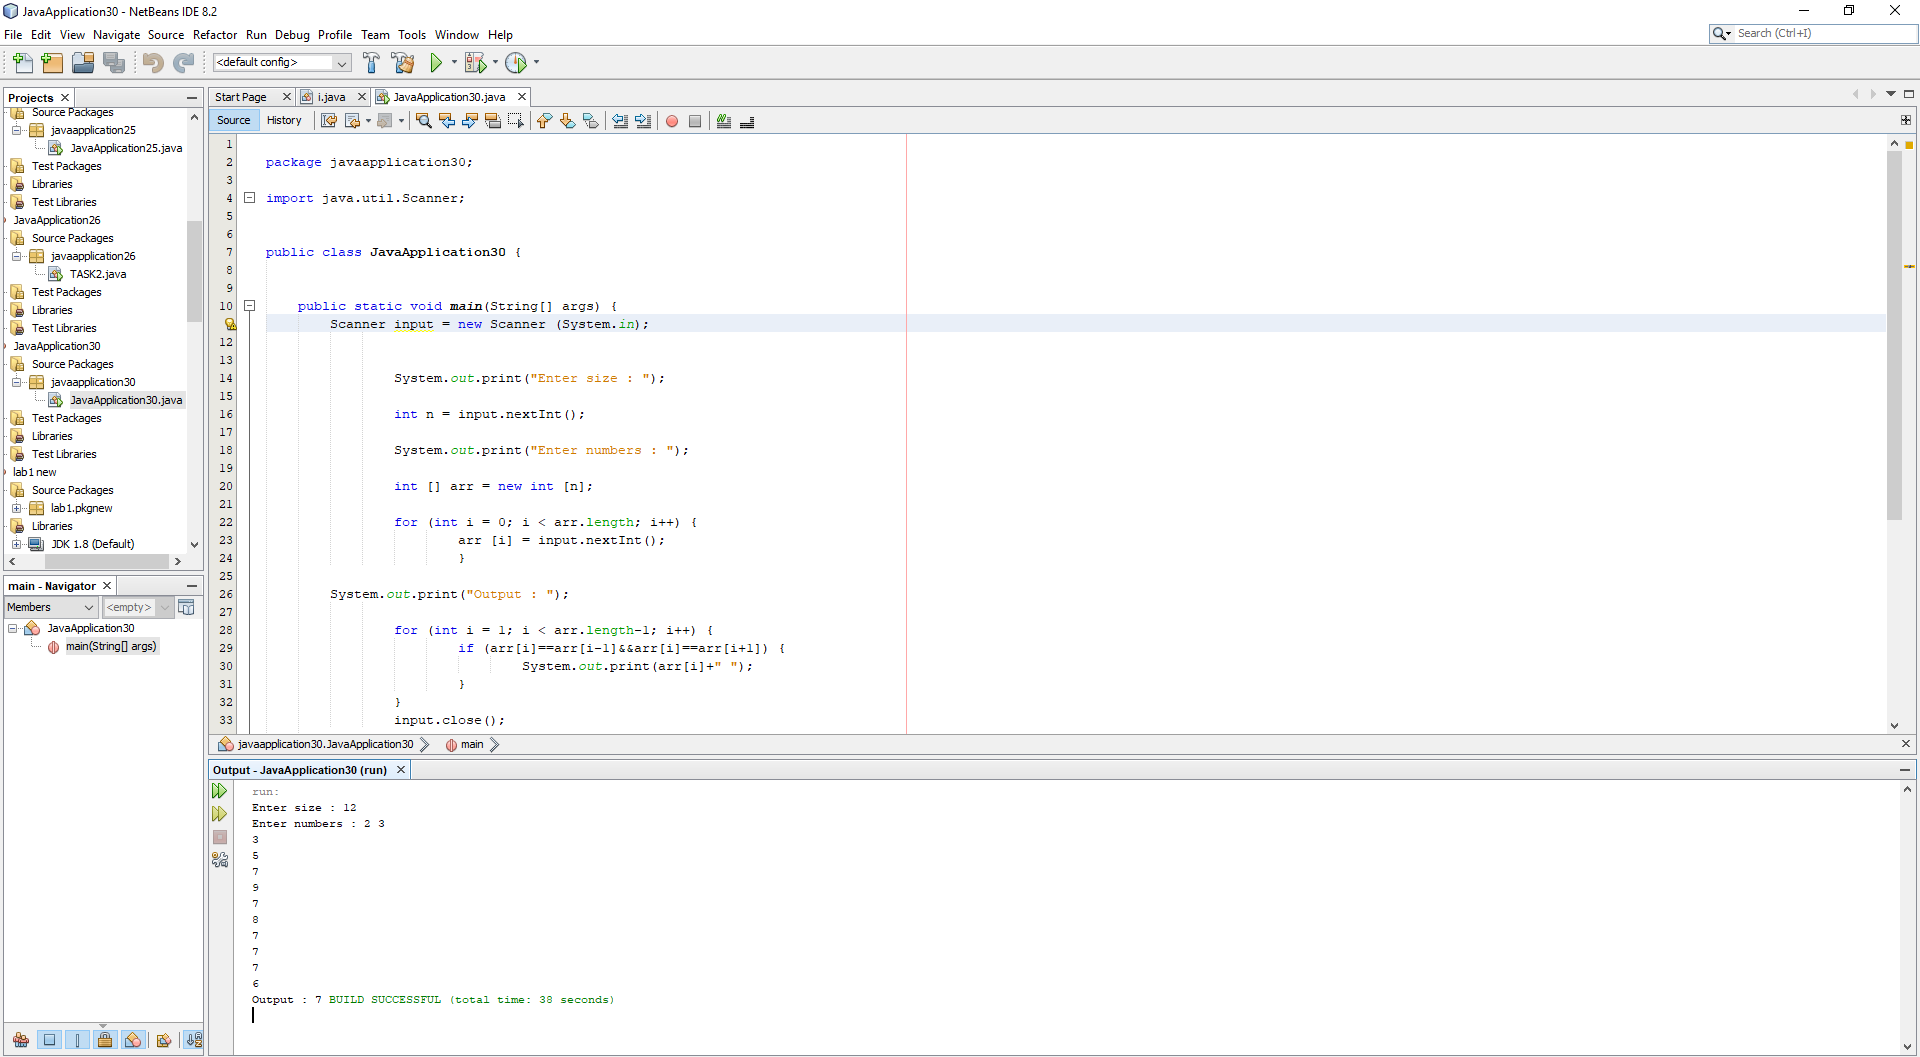 JavaApplication30 - NetBeans IDE 8.2
File Edit View Navigate Source Refactor Run Debug Profile Team Tools Window Help
Search (Ctrl+I)
<default config>
Projects
Source Packages
javaapplication25
JavaApplication25.java
Test Packages
Libraries
Test Libraries
JavaApplication26
Source Packages
javaapplication26
TASK2.java
Test Packages
Libraries
Test Libraries
JavaApplication30
Source Packages
javaapplication30
JavaApplication30.java
Test Packages
Libraries
Test Libraries
lab1 new
Source Packages
lab1.pkgnew
Libraries
JDK 1.8 (Default)
main - Navigator
Members <empty>
JavaApplication30
main(String[] args)
Start Page i.java JavaApplication30.java
Source History
1
2 package javaapplication30;
3
4 import java.util.Scanner;
5
6
7 public class JavaApplication30 {
8
9
10 public static void main(String[] args) {
Scanner input = new Scanner (System.in);
12
13
14 System.out.print("Enter size : ");
15
16 int n = input.nextInt();
17
18 System.out.print("Enter numbers : ");
19
20 int [] arr = new int [n];
21
22 for (int i = 0; i < arr.length; i++) {
23 arr [i] = input.nextInt();
24 }
25
26 System.out.print("Output : ");
27
28 for (int i = 1; i < arr.length-1; i++) {
29 if (arr[i]==arr[i-1]&&arr[i]==arr[i+1]) {
30 System.out.print(arr[i]+" ");
31 }
32 }
33 input.close();
javaapplication30.JavaApplication30 main
Output - JavaApplication30 (run)
run:
Enter size : 12
Enter numbers : 2 3
3
5
7
9
7
8
7
7
7
6
Output : 7 BUILD SUCCESSFUL (total time: 38 seconds)